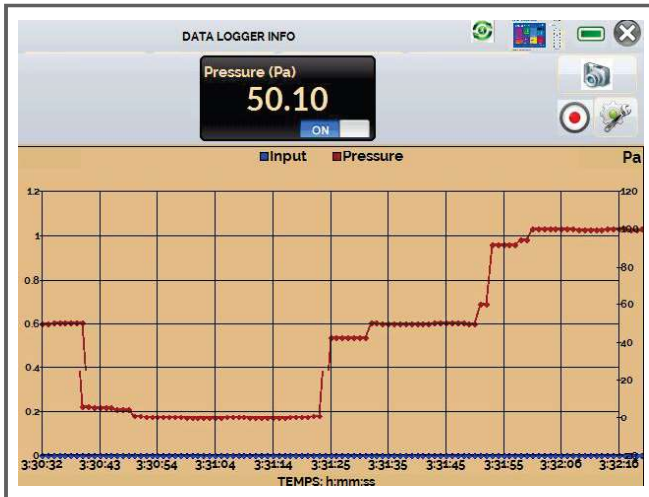 DATA LOGGER INFO
Pressure (Pa)
50.10
ON
Input Pressure Pa
1.2 120
1 100
0.8 80
0.6 60
0.4 40
0.2 20
0 0
-20
3:30:32 3:30:43 3:30:54 3:31:04 3:31:14 3:31:25 3:31:35 3:31:45 3:31:55 3:32:06 3:32:16
TEMPS: h:mm:ss